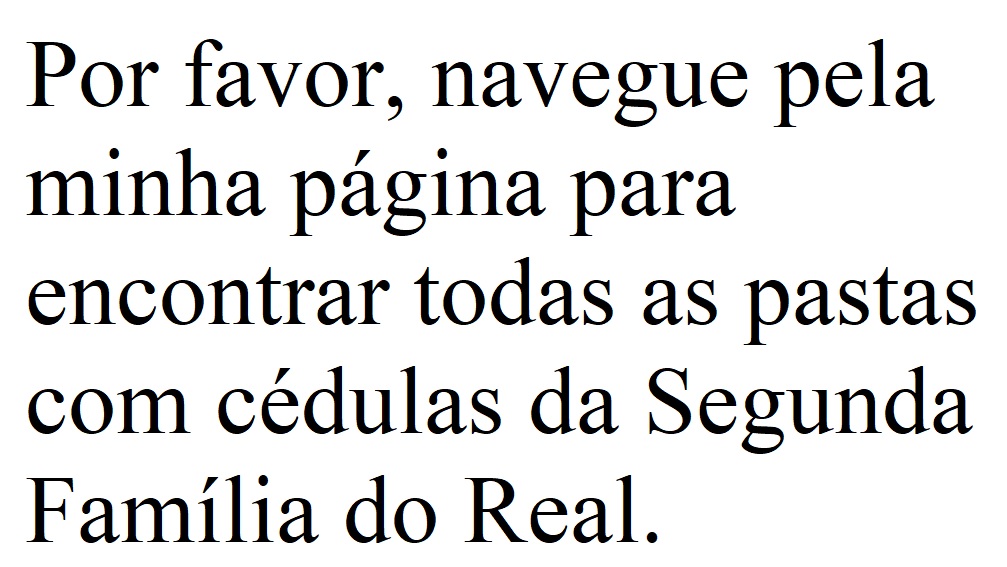 Por favor, navegue pela
minha página para
encontrar todas as pastas
com cédulas da Segunda
Família do Real.